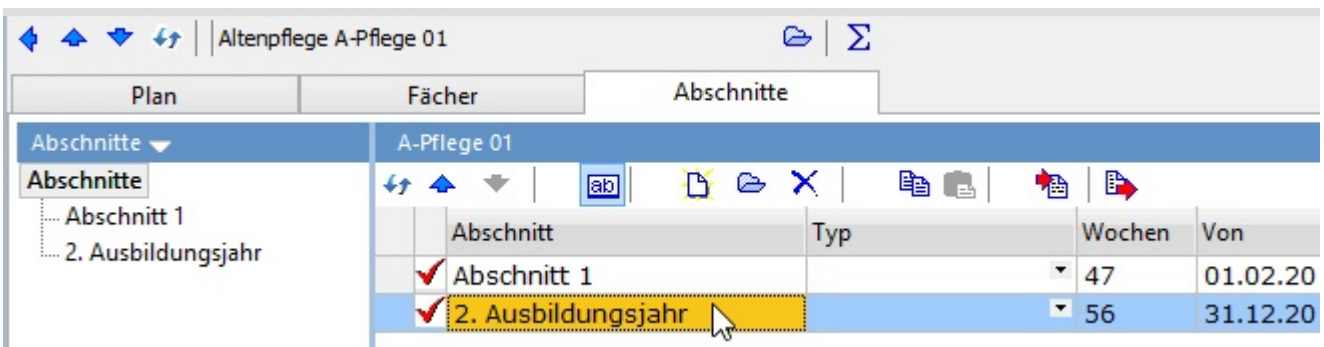 Altenpflege A-Pflege 01
Plan Fächer Abschnitte
Abschnitte
A-Pflege 01
Abschnitte
Abschnitt 1
2. Ausbildungsjahr
ab
Abschnitt Typ Wochen Von
Abschnitt 1 47 01.02.20
2. Ausbildungsjahr 56 31.12.20